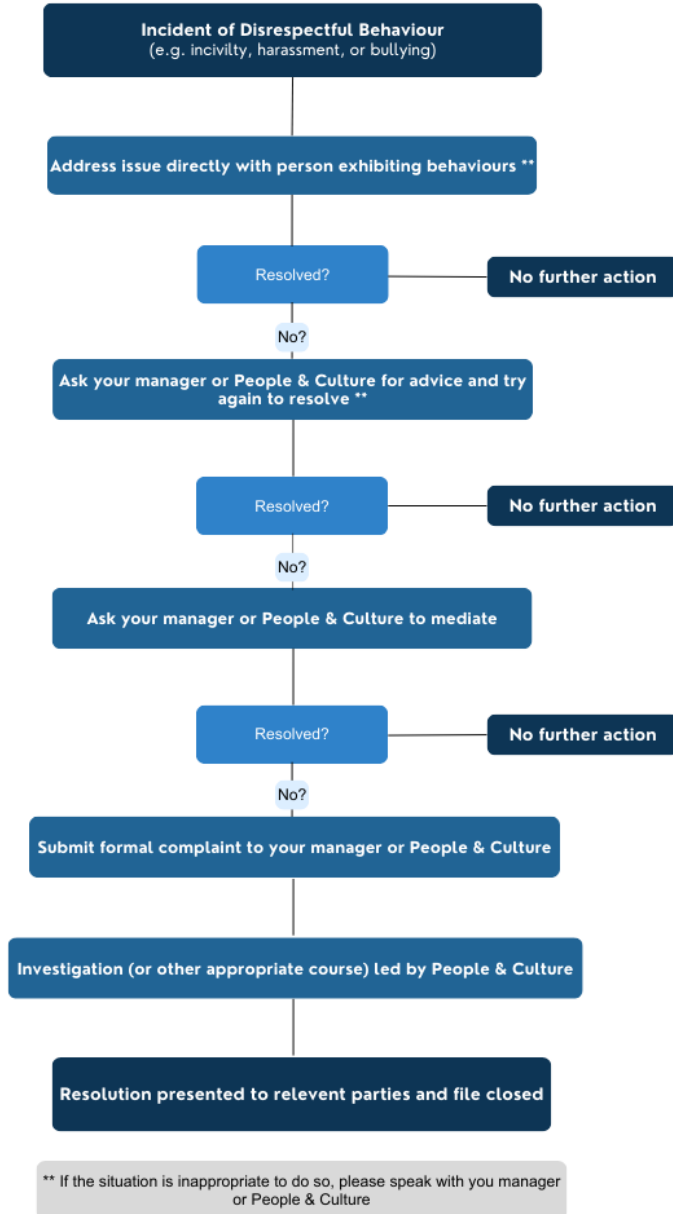 Incident of Disrespectful Behaviour
(e.g. incivilty, harassment, or bullying)
Address issue directly with person exhibiting behaviours **
Resolved?
No further action
No?
Ask your manager or People & Culture for advice and try
again to resolve **
Resolved?
No further action
No?
Ask your manager or People & Culture to mediate
Resolved?
No further action
No?
Submit formal complaint to your manager or People & Culture
Investigation (or other appropriate course) led by People & Culture
Resolution presented to relevent parties and file closed
** If the situation is inappropriate to do so, please speak with you manager
or People & Culture